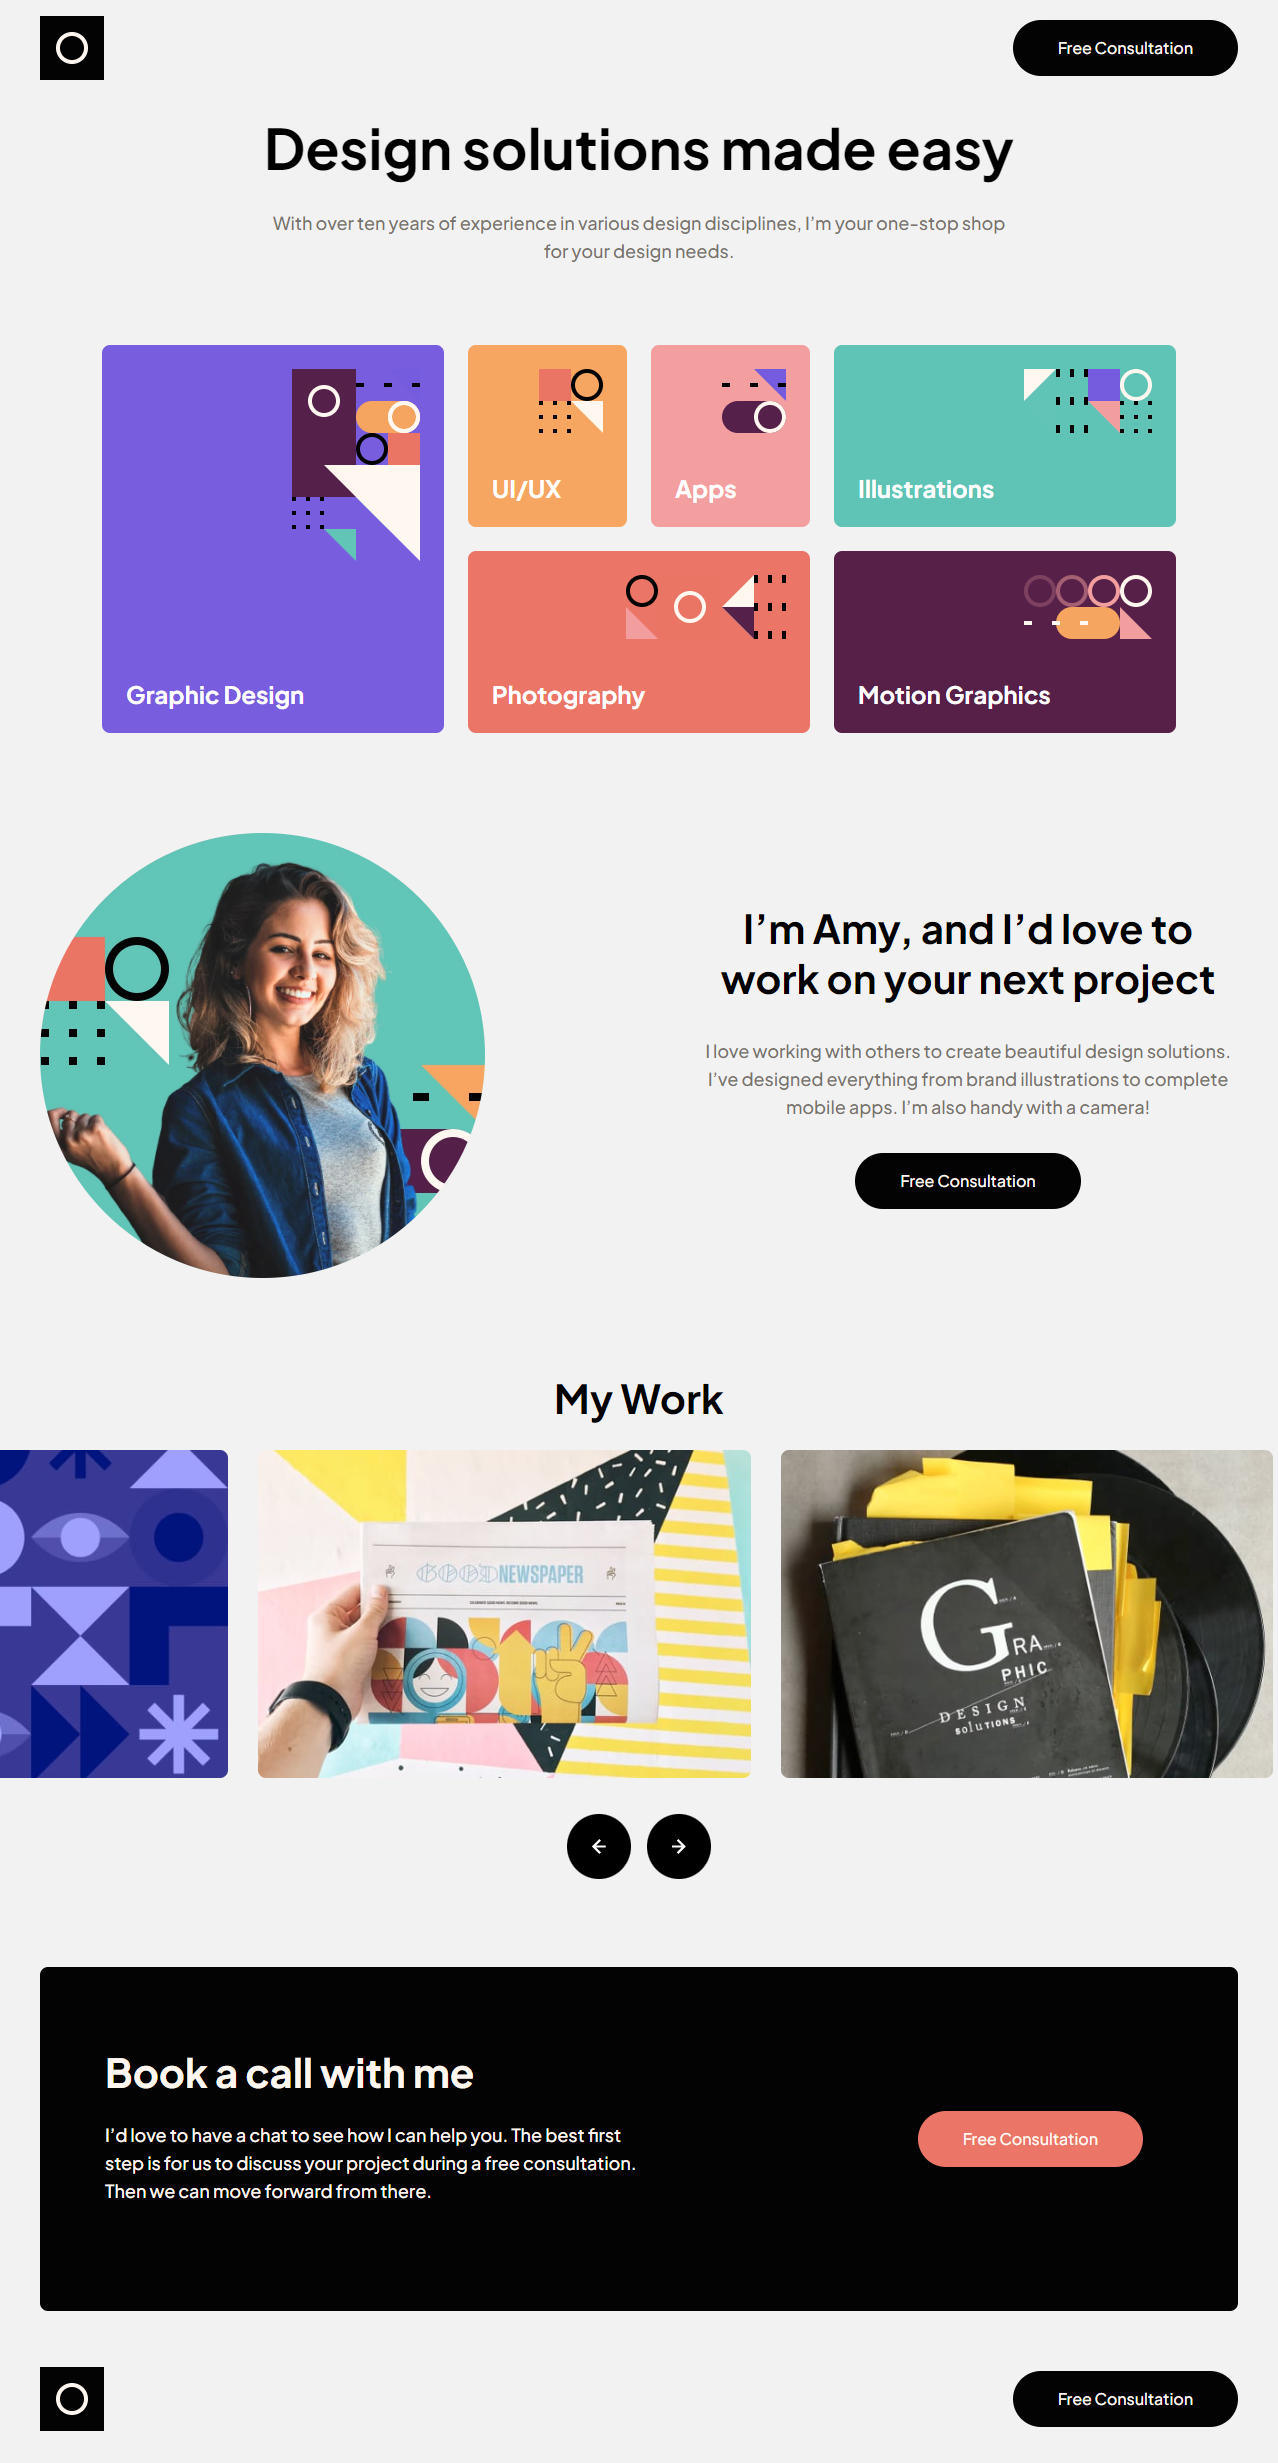 Free Consultation
Design solutions made easy
With over ten years of experience in various design disciplines, I’m your one-stop shop
for your design needs.
UI/UX
Apps
Illustrations
Graphic Design
Photography
Motion Graphics
I’m Amy, and I’d love to
work on your next project
I love working with others to create beautiful design solutions.
I’ve designed everything from brand illustrations to complete
mobile apps. I’m also handy with a camera!
Free Consultation
My Work
GOOD NEWSPAPER
GRA
PHIC
DESIGN
SOLUTIONS
Book a call with me
I’d love to have a chat to see how I can help you. The best first
step is for us to discuss your project during a free consultation.
Then we can move forward from there.
Free Consultation
Free Consultation